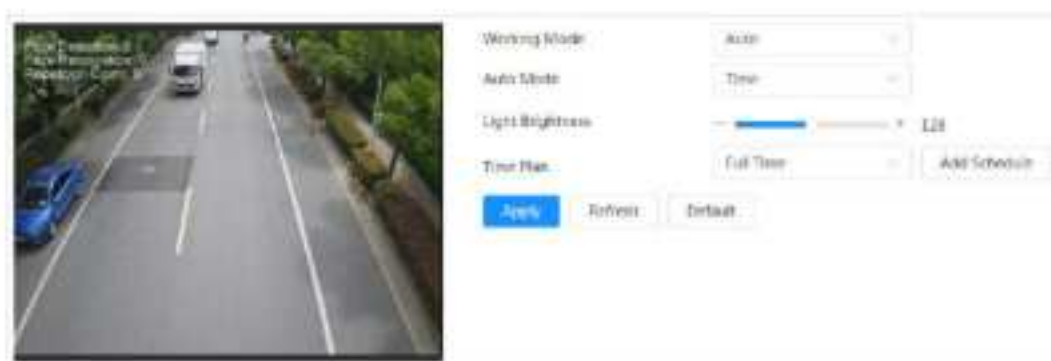 Working Mode Auto
Auto Mode Time
Light Brightness - + 128
Time Plan Full Time Add Schedule
Apply Refresh Default